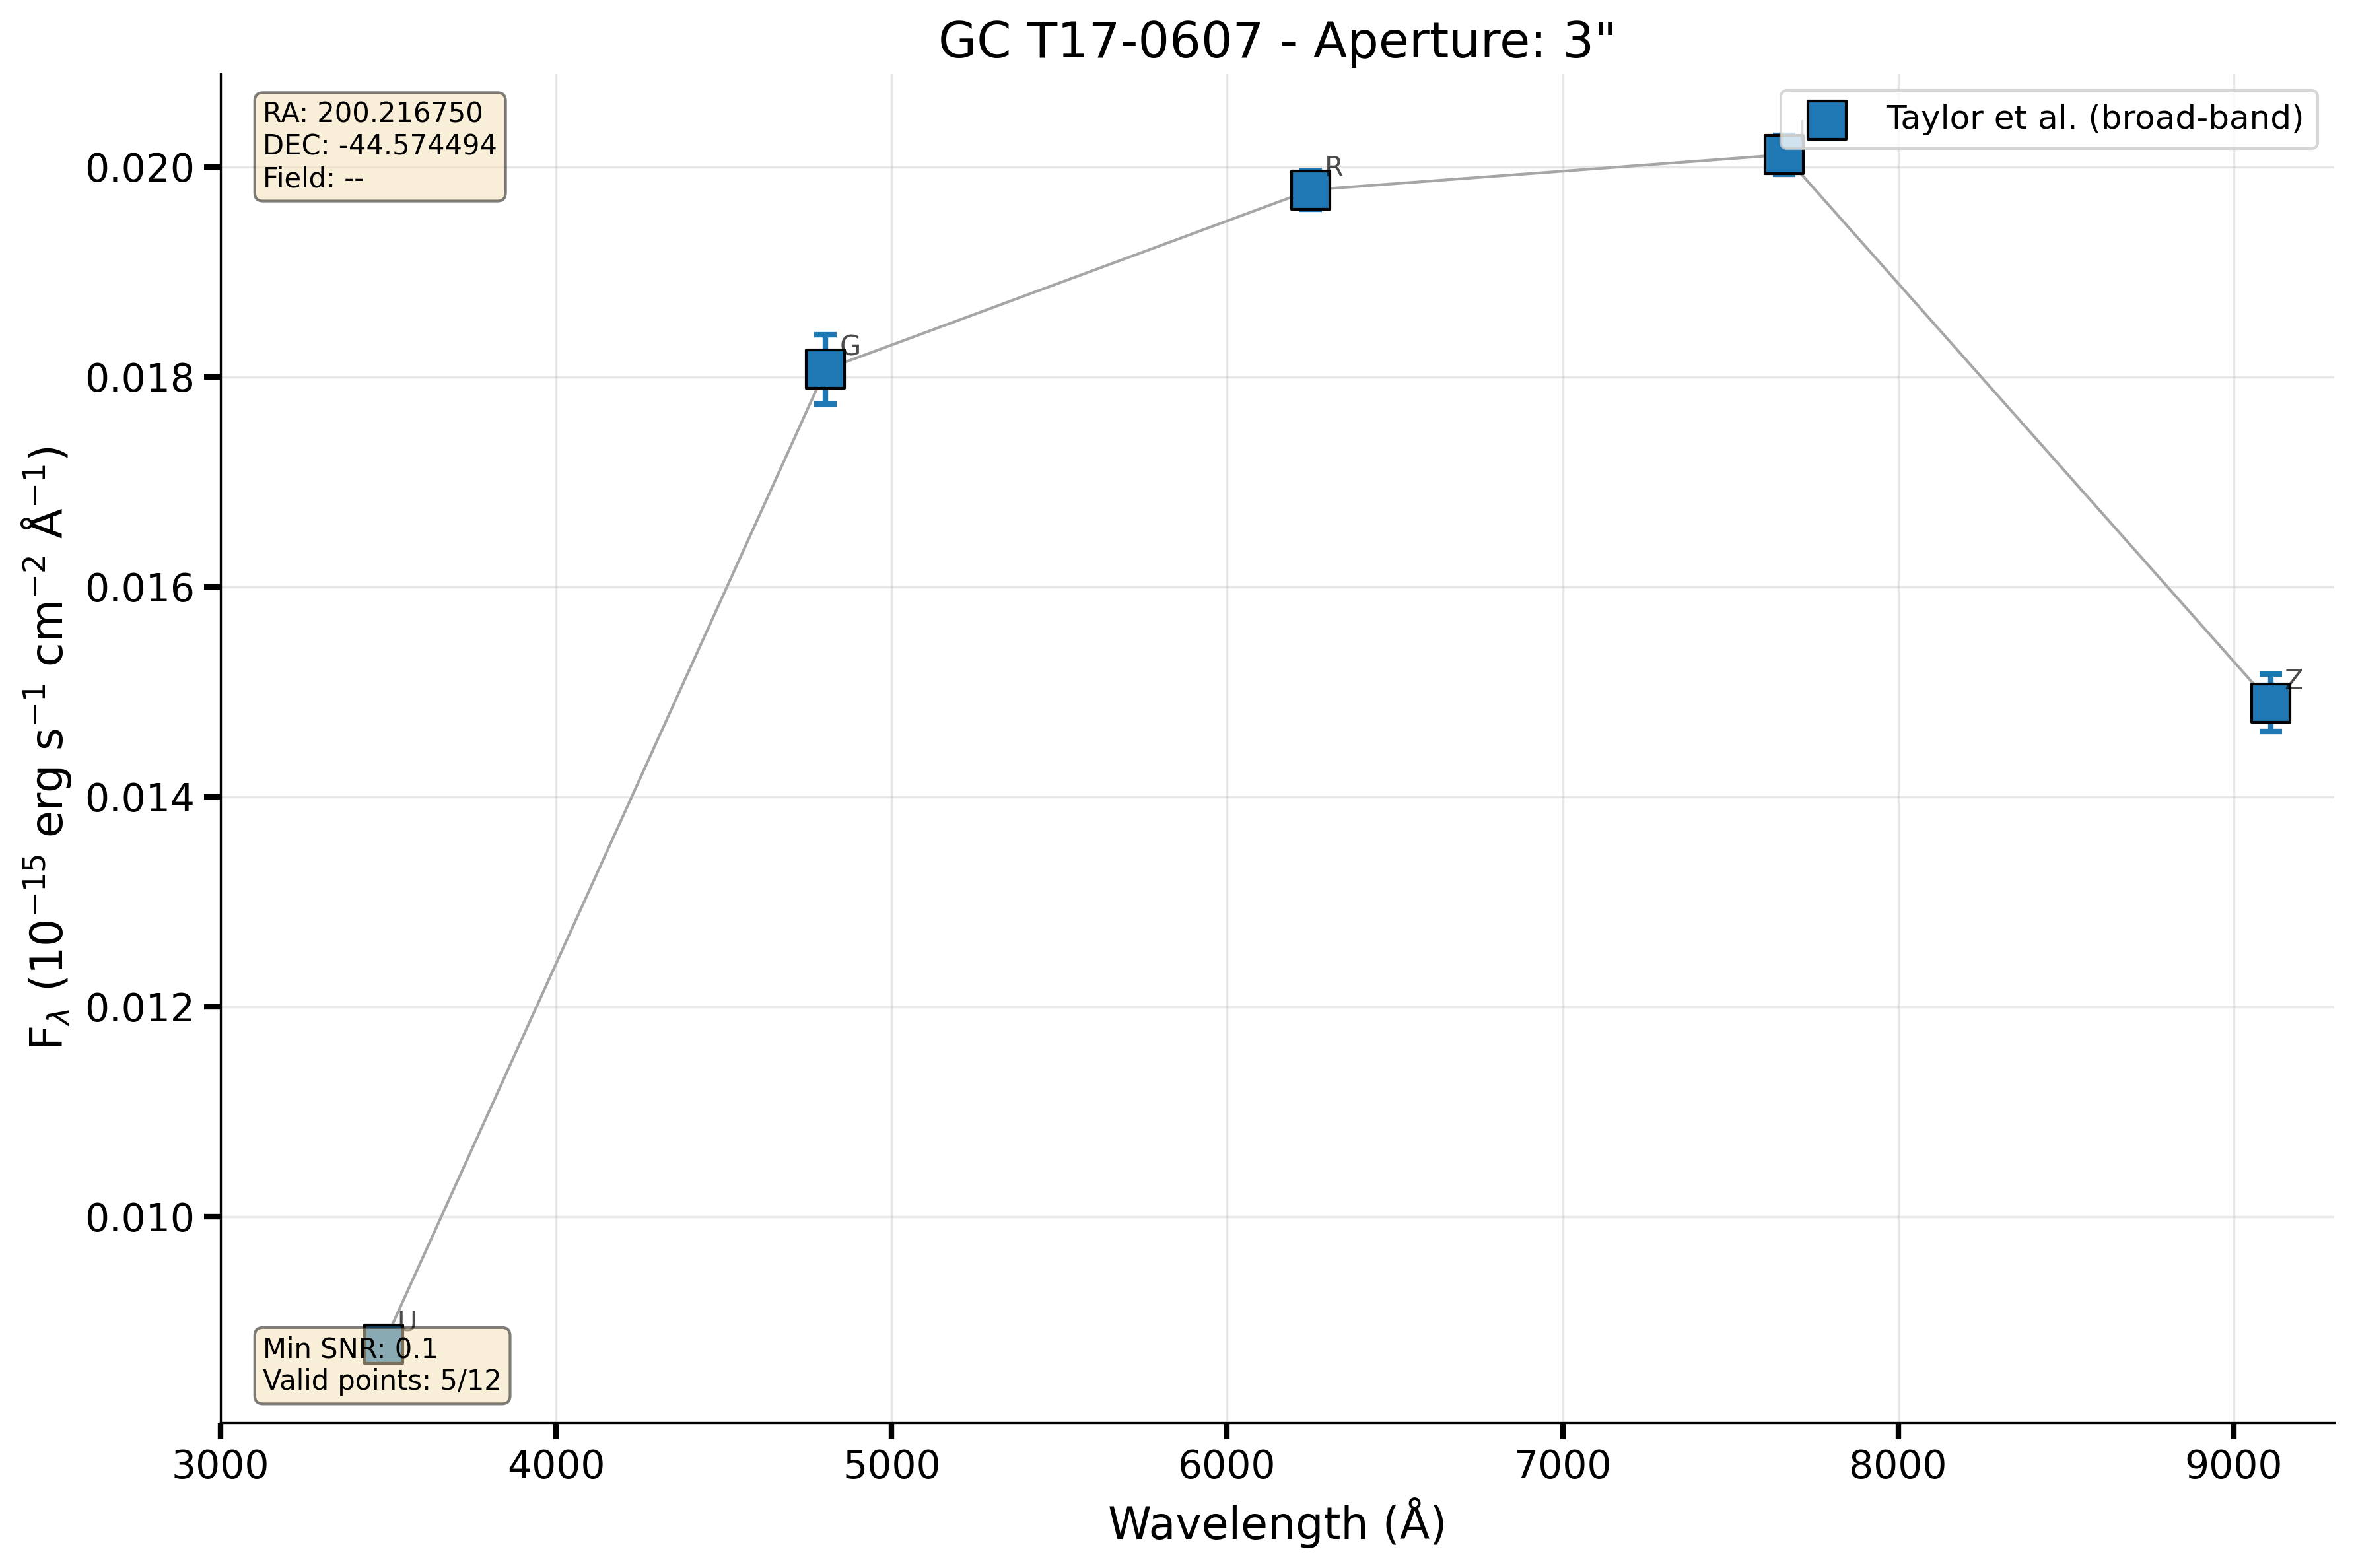 GC T17-0607 - Aperture: 3"
RA: 200.216750
DEC: -44.574494
Field: --
Taylor et al. (broad-band)
I
R
G
Z
U
Min SNR: 0.1
Valid points: 5/12
0.020
0.018
0.016
0.014
0.012
0.010
F_λ (10⁻¹⁵ erg s⁻¹ cm⁻² Å⁻¹)
3000 4000 5000 6000 7000 8000 9000
Wavelength (Å)